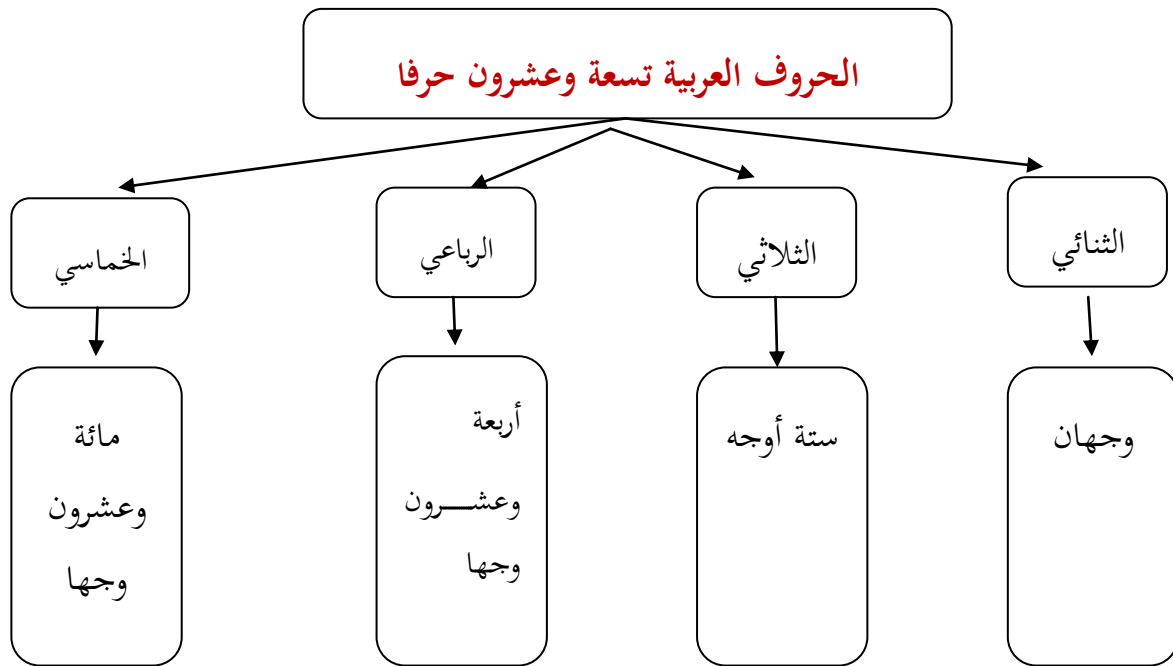 الحروف العربية تسعة وعشرون حرفا
الثنائي
الثلاثي
الرباعي
الخماسي
وجهان
ستة أوجه
أربعة
وعشـــرون
وجها
مائة
وعشرون
وجها